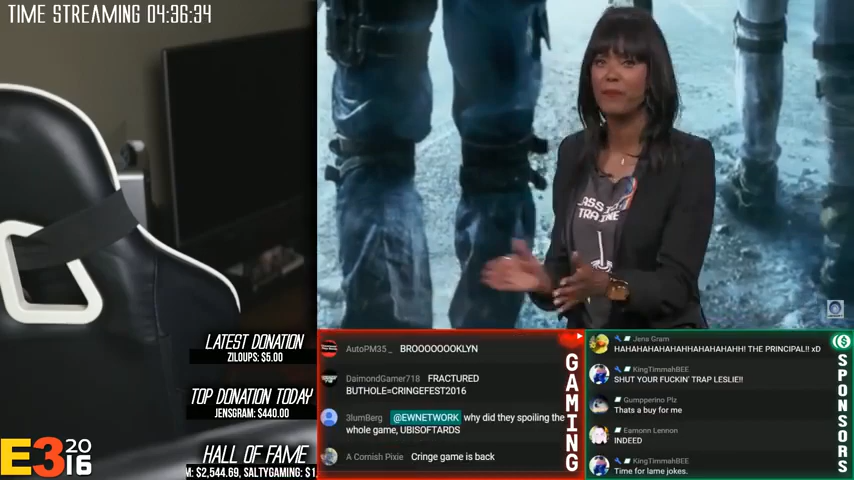 TIME STREAMING 04:36:34
LATEST DONATION
ZILOUPS: $5.00
TOP DONATION TODAY
JENSGRAM: $440.00
HALL OF FAME
M: $2,544.69, SALTYGAMING: $1,
E3 2016
CLASSICALLY
TRAINED
AutoPM35_ BROOOOOOOKLYN
DaimondGamer718 FRACTURED
BUTHOLE=CRINGEFEST2016
3lumBerg @EWNETWORK why did they spoiling the
whole game, UBISOFTARDS
A Cornish Pixie Cringe game is back
GAMING
Jena Gram
HAHAHAHAHAHAHAHAHAHAHAH! THE PRINCIPAL!! xD
KingTimmahBEE
SHUT YOUR FUCKIN' TRAP LESLIE!!
Gumpperino Plz
Thats a buy for me
Eamonn Lennon
INDEED
KingTimmahBEE
Time for lame jokes.
SPONSORS